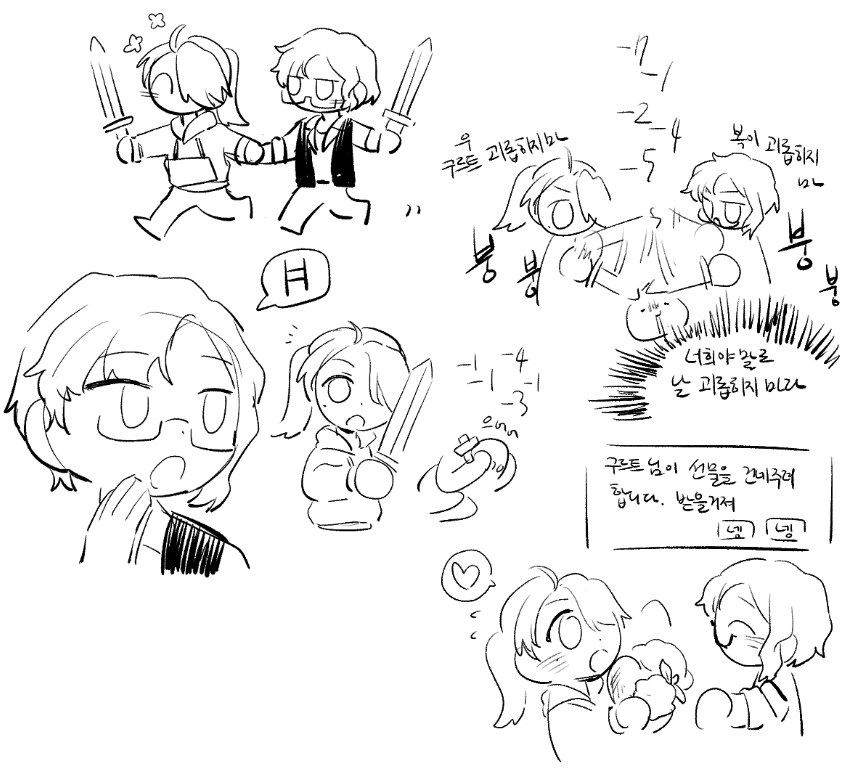 -7
-1
-2
-4
-5
우
구르트 괴롭히지마
복이 괴롭히지
마
붕
붕
붕
붕
너희야말로
날 괴롭히지 마라
ㅂ
-1
-4
-1
-1
-3
으어어
구르트님이 선물을 건네주려
합니다. 받을거져
넴 넹